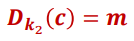 D_{k_2}(c) = m